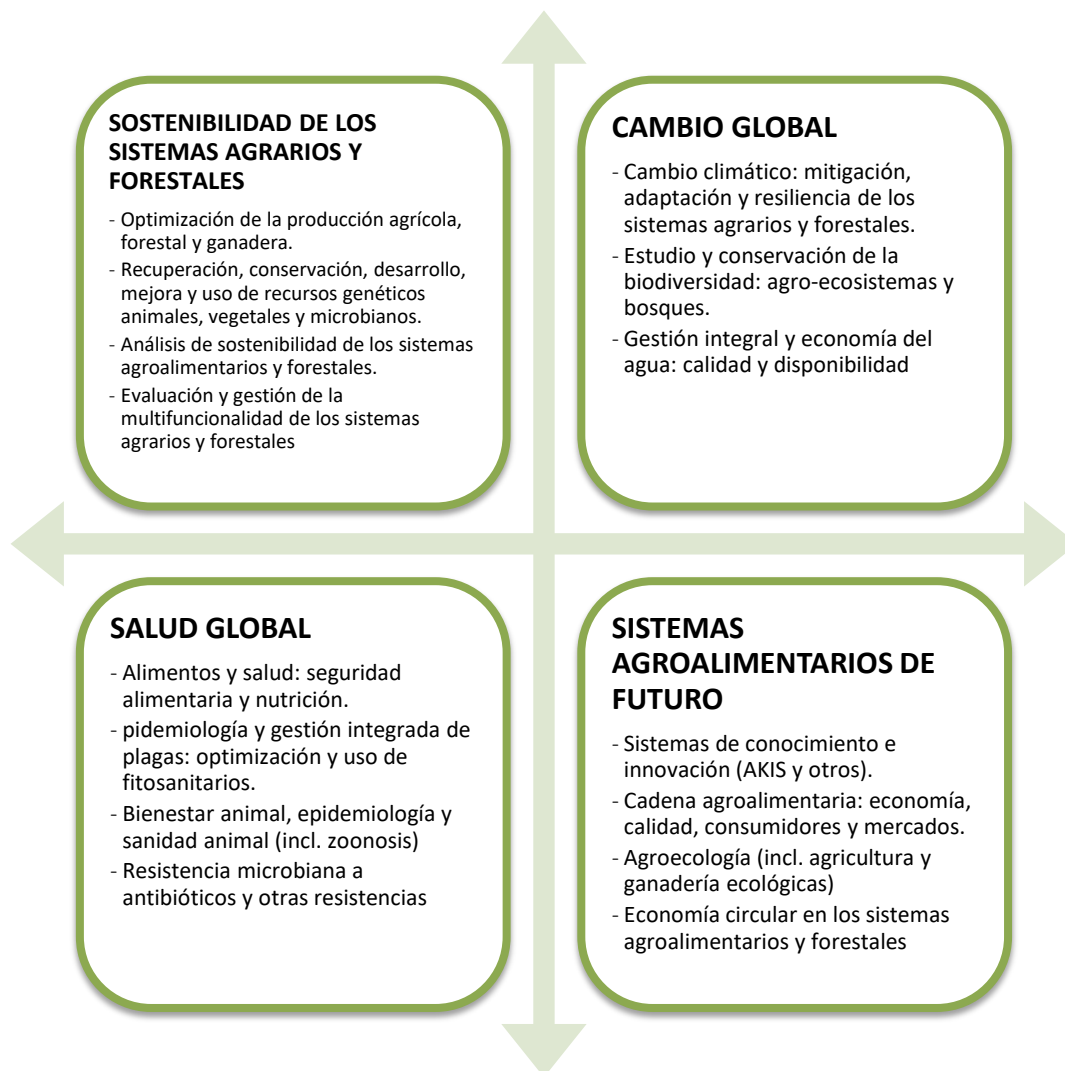 SOSTENIBILIDAD DE LOS
SISTEMAS AGRARIOS Y
FORESTALES
- Optimización de la producción agrícola,
forestal y ganadera.
- Recuperación, conservación, desarrollo,
mejora y uso de recursos genéticos
animales, vegetales y microbianos.
- Análisis de sostenibilidad de los sistemas
agroalimentarios y forestales.
- Evaluación y gestión de la
multifuncionalidad de los sistemas
agrarios y forestales
CAMBIO GLOBAL
- Cambio climático: mitigación,
adaptación y resiliencia de los
sistemas agrarios y forestales.
- Estudio y conservación de la
biodiversidad: agro-ecosistemas y
bosques.
- Gestión integral y economía del
agua: calidad y disponibilidad
SALUD GLOBAL
- Alimentos y salud: seguridad
alimentaria y nutrición.
- pidemiología y gestión integrada de
plagas: optimización y uso de
fitosanitarios.
- Bienestar animal, epidemiología y
sanidad animal (incl. zoonosis)
- Resistencia microbiana a
antibióticos y otras resistencias
SISTEMAS
AGROALIMENTARIOS DE
FUTURO
- Sistemas de conocimiento e
innovación (AKIS y otros).
- Cadena agroalimentaria: economía,
calidad, consumidores y mercados.
- Agroecología (incl. agricultura y
ganadería ecológicas)
- Economía circular en los sistemas
agroalimentarios y forestales